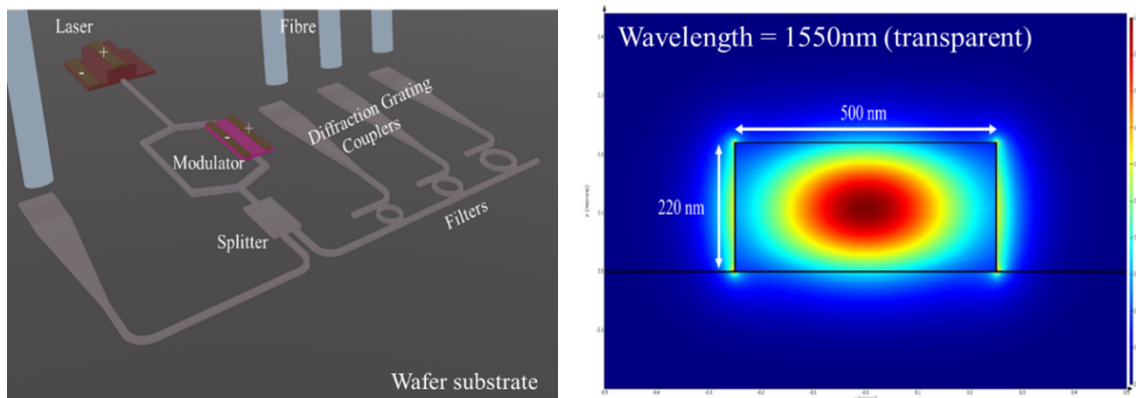 Laser
Fibre
+
-
Diffraction Grating
Couplers
+
-
Modulator
Filters
Splitter
Wafer substrate
Wavelength = 1550nm (transparent)
500 nm
220 nm